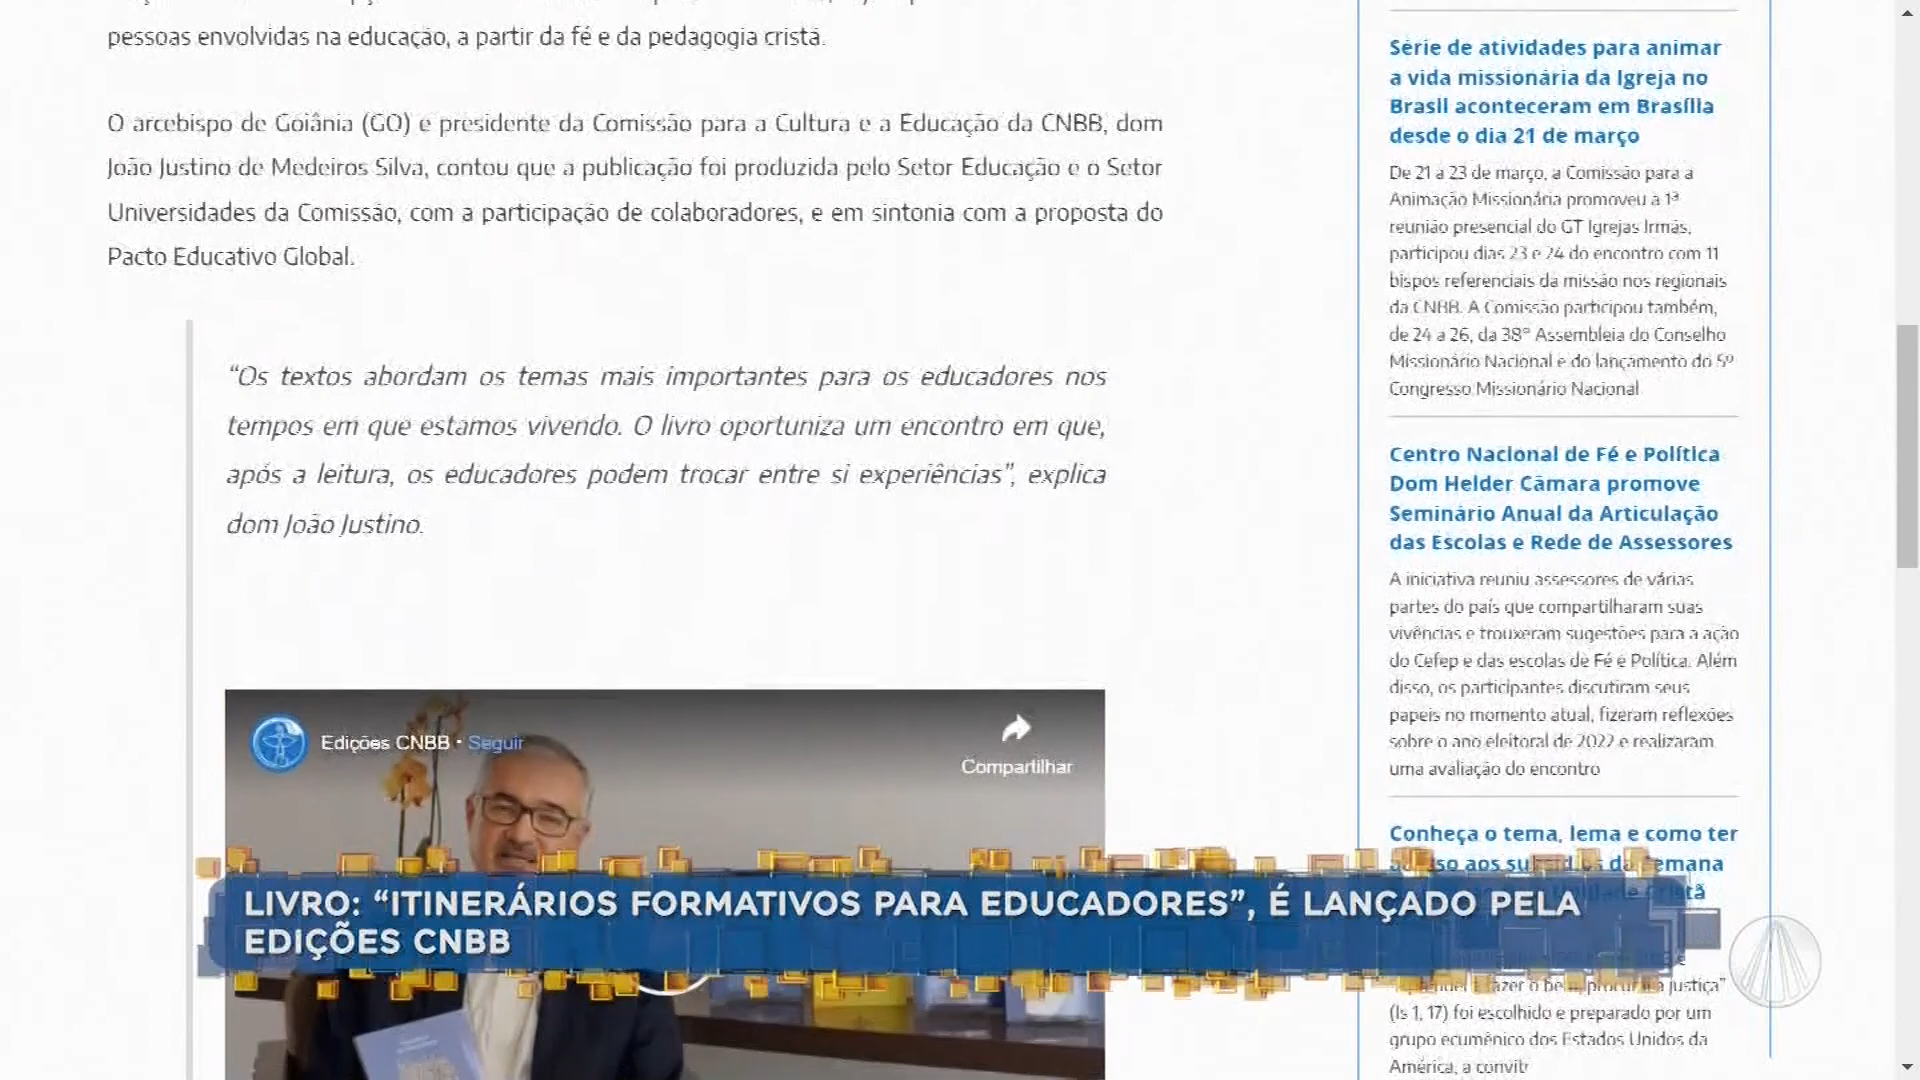 pessoas envolvidas na educação, a partir da fé e da pedagogia cristã.
O arcebispo de Goiânia (GO) e presidente da Comissão para a Cultura e a Educação da CNBB, dom
João Justino de Medeiros Silva, contou que a publicação foi produzida pelo Setor Educação e o Setor
Universidades da Comissão, com a participação de colaboradores, e em sintonia com a proposta do
Pacto Educativo Global.
“Os textos abordam os temas mais importantes para os educadores nos
tempos em que estamos vivendo. O livro oportuniza um encontro em que,
após a leitura, os educadores podem trocar entre si experiências”, explica
dom João Justino.
Edições CNBB · Seguir
Compartilhar
LIVRO: “ITINERÁRIOS FORMATIVOS PARA EDUCADORES”, É LANÇADO PELA
EDIÇÕES CNBB
Série de atividades para animar
a vida missionária da Igreja no
Brasil aconteceram em Brasília
desde o dia 21 de março
De 21 a 23 de março, a Comissão para a
Animação Missionária promoveu a 1ª
reunião presencial do GT Igrejas Irmãs,
participou dias 23 e 24 do encontro com 11
bispos referenciais da missão nos regionais
da CNBB. A Comissão participou também,
de 24 a 26, da 38ª Assembleia do Conselho
Missionário Nacional e do lançamento do 5º
Congresso Missionário Nacional
Centro Nacional de Fé e Política
Dom Helder Câmara promove
Seminário Anual da Articulação
das Escolas e Rede de Assessores
A iniciativa reuniu assessores de várias
partes do país que compartilharam suas
vivências e trouxeram sugestões para a ação
do Cefep e das escolas de Fé e Política. Além
disso, os participantes discutiram seus
papeis no momento atual, fizeram reflexões
sobre o ano eleitoral de 2022 e realizaram
uma avaliação do encontro
Conheça o tema, lema e como ter
aos da
justiça”
(Is 1, 17) foi escolhido e preparado por um
grupo ecumênico dos Estados Unidos da
América, a convit